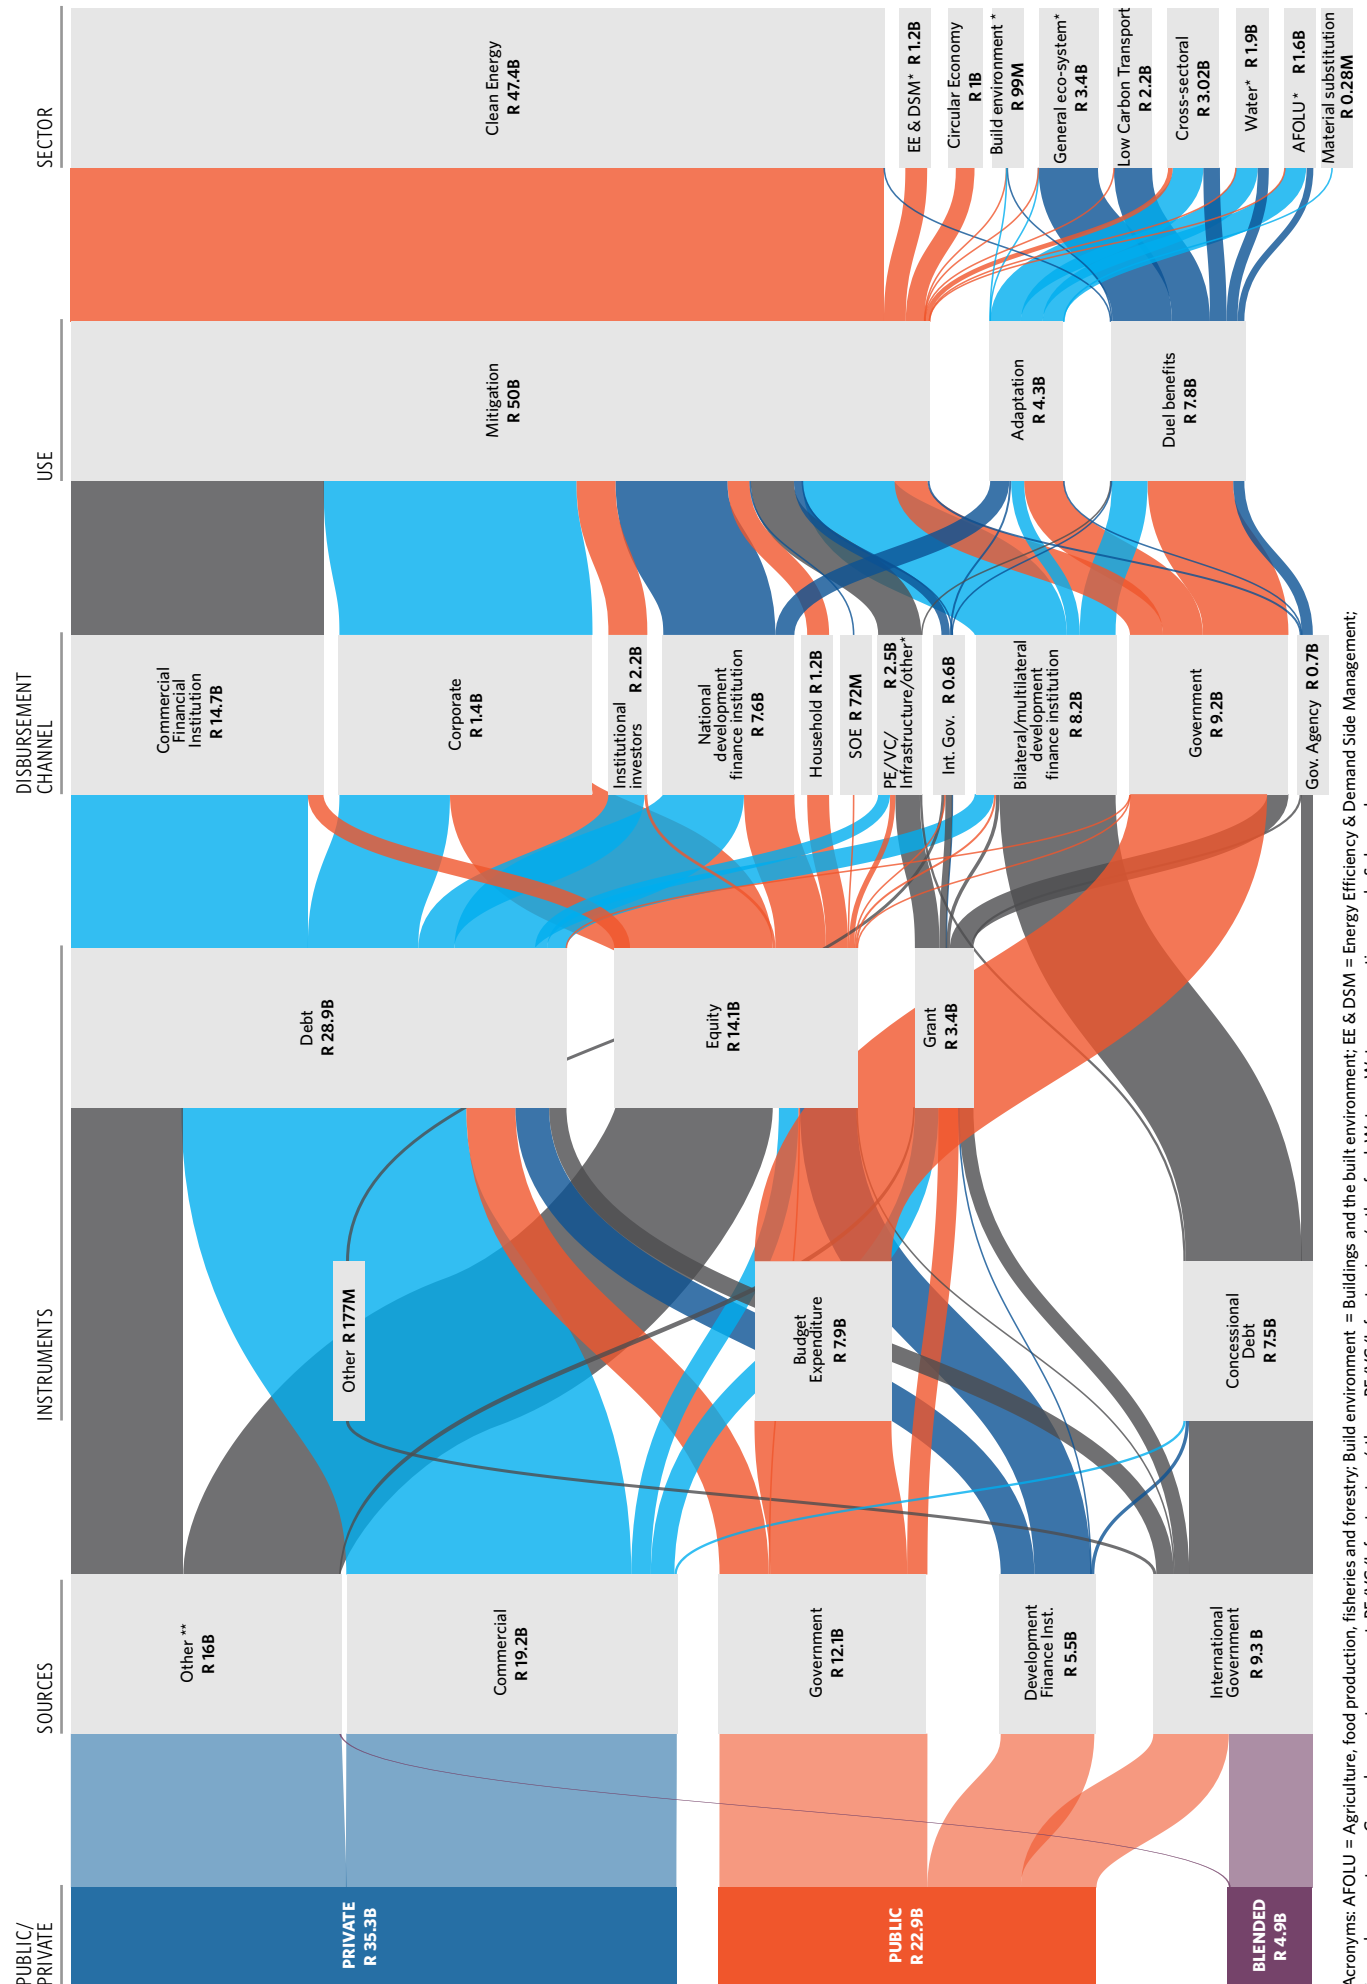 PUBLIC/
PRIVATE
SOURCES
INSTRUMENTS
DISBURSEMENT
CHANNEL
USE
SECTOR
PRIVATE
R 35.3B
PUBLIC
R 22.9B
BLENDED
R 4.9B
Other **
R 16B
Commercial
R 19.2B
Government
R 12.1B
Development
Finance Inst.
R 5.5B
International
Government
R 9.3 B
Other R 177M
Budget
Expenditure
R 7.9B
Concessional
Debt
R 7.5B
Debt
R 28.9B
Equity
R 14.1B
Grant
R 3.4B
Commercial
Financial
Institution
R 14.7B
Corporate
R 1.4B
Institutional
investors R 2.2B
National
development
finance institution
R 7.6B
Household R 1.2B
SOE R 72M
PE/VC/ R 2.5B
Infrastructure/other*
Int. Gov. R 0.6B
Bilateral/multilateral
development
finance institution
R 8.2B
Government
R 9.2B
Gov. Agency R 0.7B
Mitigation
R 50B
Adaptation
R 4.3B
Duel benefits
R 7.8B
Clean Energy
R 47.4B
EE & DSM* R 1.2B
Circular Economy
R 1B
Build environment *
R 99M
General eco-system*
R 3.4B
Low Carbon Transport
R 2.2B
Cross-sectoral
R 3.02B
Water* R 1.9B
AFOLU* R 1.6B
Material substitution
R 0.28M
Acronyms: AFOLU = Agriculture, food production, fisheries and forestry; Build environment = Buildings and the built environment; EE & DSM = Energy Efficiency & Demand Side Management;